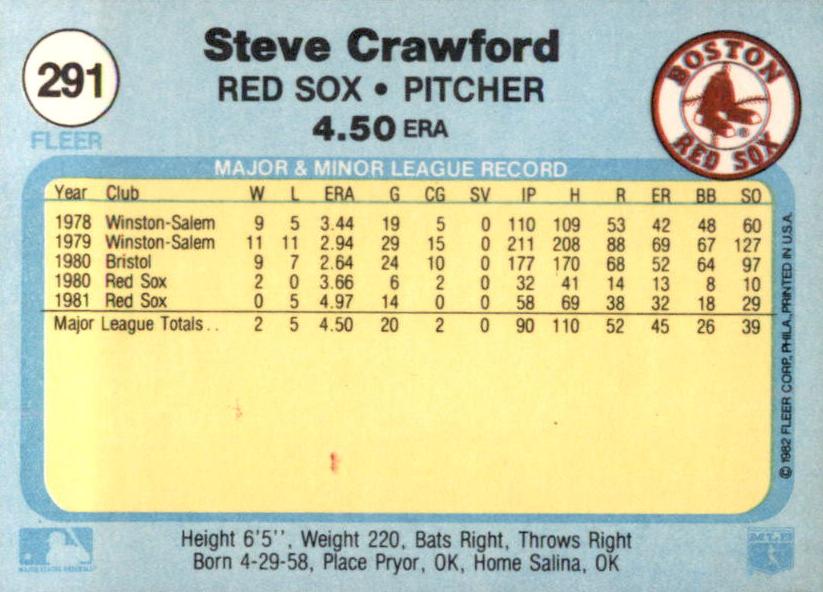 291
FLEER
Steve Crawford
RED SOX • PITCHER
4.50 ERA
BOSTON
RED SOX
®
MAJOR & MINOR LEAGUE RECORD
Year Club W L ERA G CG SV IP H R ER BB SO
1978 Winston-Salem 9 5 3.44 19 5 0 110 109 53 42 48 60
1979 Winston-Salem 11 11 2.94 29 15 0 211 208 88 69 67 127
1980 Bristol 9 7 2.64 24 10 0 177 170 68 52 64 97
1980 Red Sox 2 0 3.66 6 2 0 32 41 14 13 8 10
1981 Red Sox 0 5 4.97 14 0 0 58 69 38 32 18 29
Major League Totals . . 2 5 4.50 20 2 0 90 110 52 45 26 39
© 1982 FLEER CORP. PHILA., PRINTED IN U.S.A.
Height 6'5'', Weight 220, Bats Right, Throws Right
Born 4-29-58, Place Pryor, OK, Home Salina, OK
MAJOR LEAGUE BASEBALL